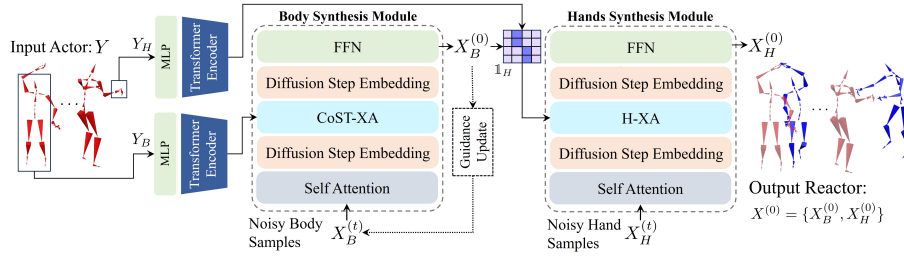 Body Synthesis Module
Hands Synthesis Module
Input Actor: Y
Y_H
MLP
Transformer
Encoder
FFN
X_B^{(0)}
𝟙_H
FFN
X_H^{(0)}
Diffusion Step Embedding
Diffusion Step Embedding
CoST-XA
H-XA
Guidance
Update
Y_B
MLP
Transformer
Encoder
Diffusion Step Embedding
Diffusion Step Embedding
Self Attention
Self Attention
Output Reactor:
X^{(0)} = {X_B^{(0)}, X_H^{(0)}}
Noisy Body
Samples
X_B^{(t)}
Noisy Hand
Samples
X_H^{(t)}